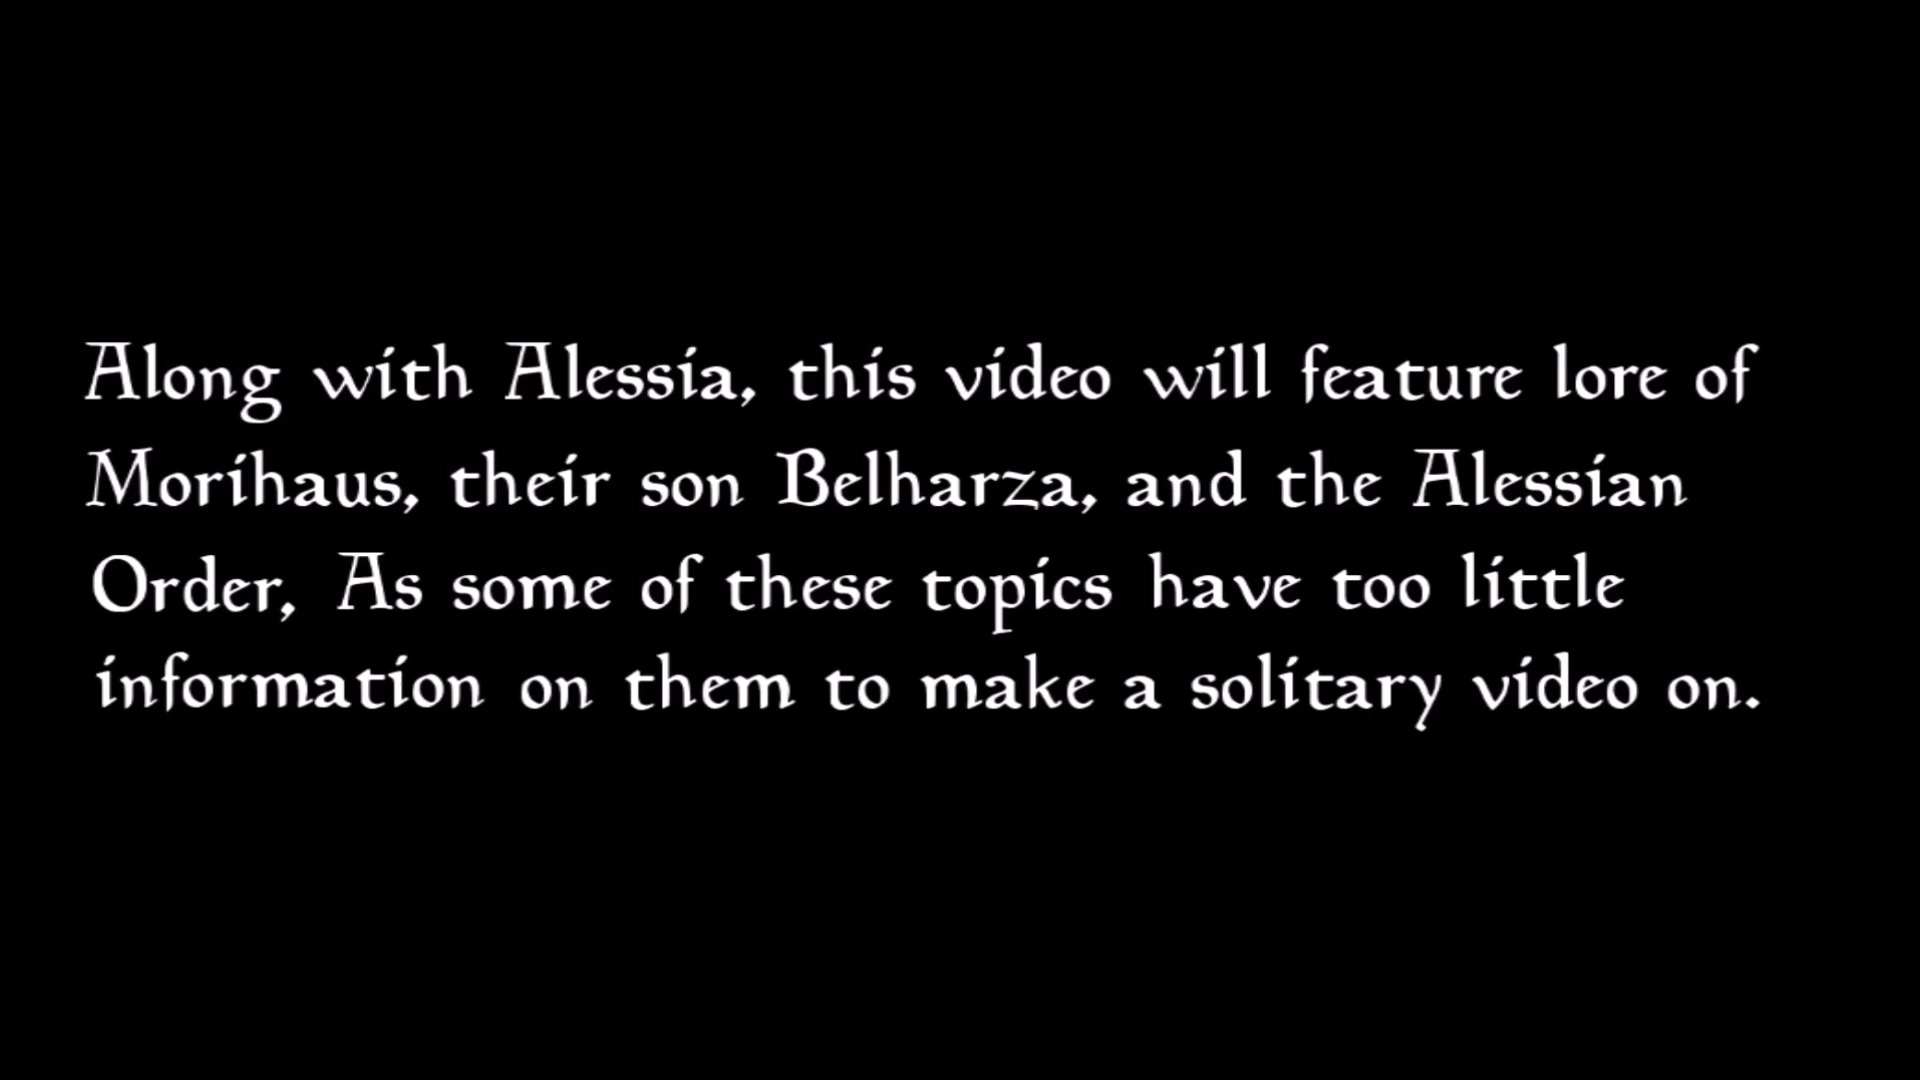 Along with Alessia, this video will feature lore of
Morihaus, their son Belharza, and the Alessian
Order, As some of these topics have too little
information on them to make a solitary video on.